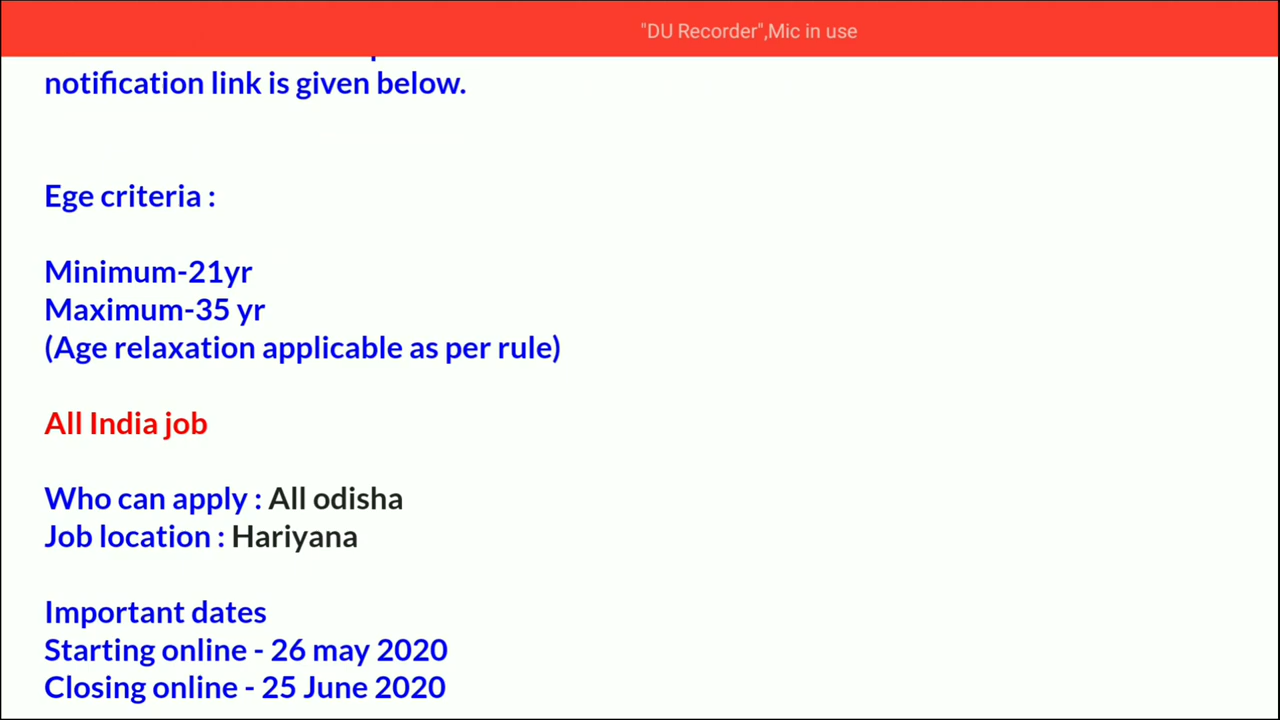 "DU Recorder",Mic in use
notification link is given below.
Ege criteria :
Minimum-21yr
Maximum-35 yr
(Age relaxation applicable as per rule)
All India job
Who can apply : All odisha
Job location : Hariyana
Important dates
Starting online - 26 may 2020
Closing online - 25 June 2020